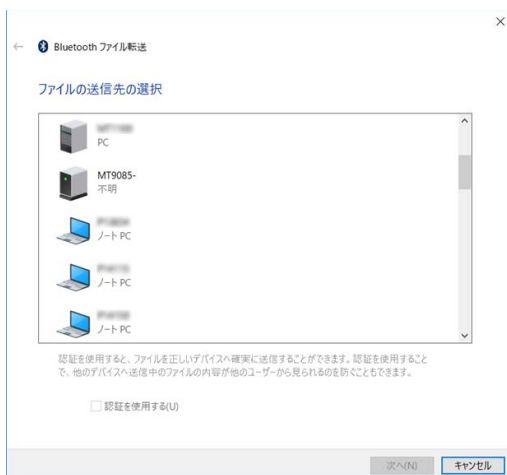 Bluetooth ファイル転送
ファイルの送信先の選択
PC
MT9085-
不明
ノート PC
ノート PC
ノート PC
認証を使用すると、ファイルを正しいデバイスへ確実に送信することができます。認証を使用すること
で、他のデバイスへ送信中のファイルの内容が他のユーザーから見られるのを防ぐこともできます。
認証を使用する(U)
次へ(N) キャンセル